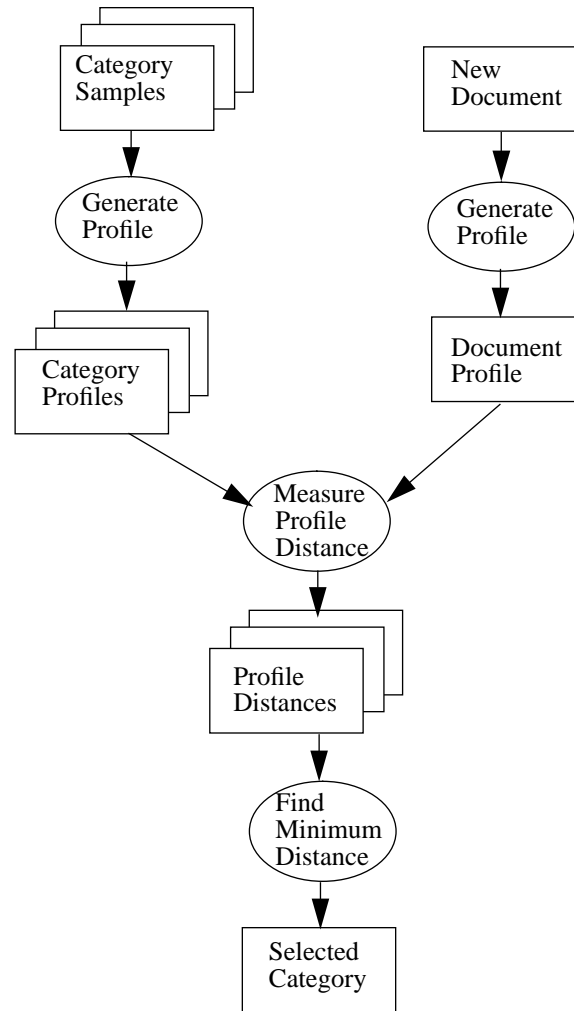 Category
Samples
New
Document
Generate
Profile
Generate
Profile
Category
Profiles
Document
Profile
Measure
Profile
Distance
Profile
Distances
Find
Minimum
Distance
Selected
Category